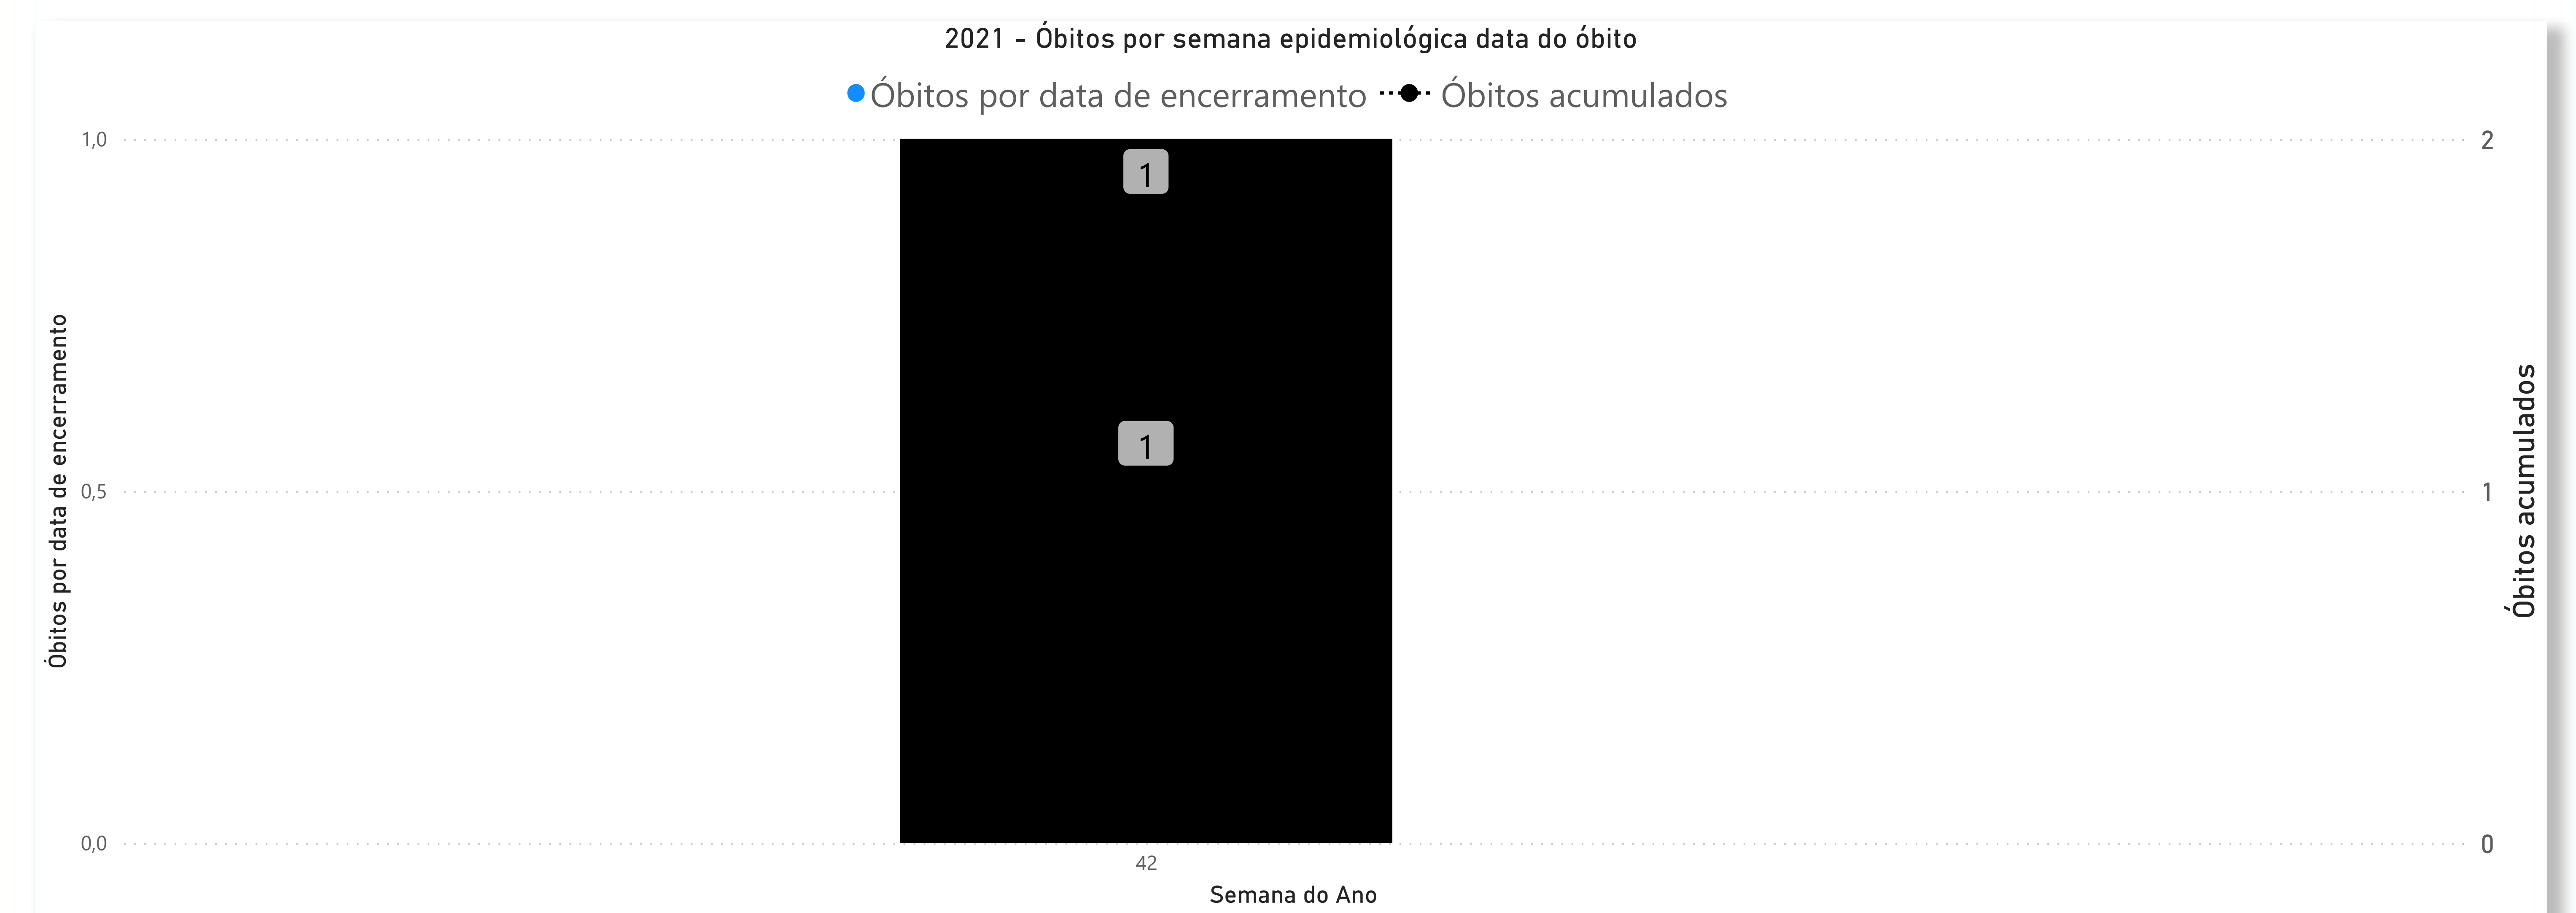 2021 - Óbitos por semana epidemiológica data do óbito
Óbitos por data de encerramento Óbitos acumulados
1,0
2
1
Óbitos por data de encerramento
Óbitos acumulados
1
0,5
1
0,0
0
42
Semana do Ano